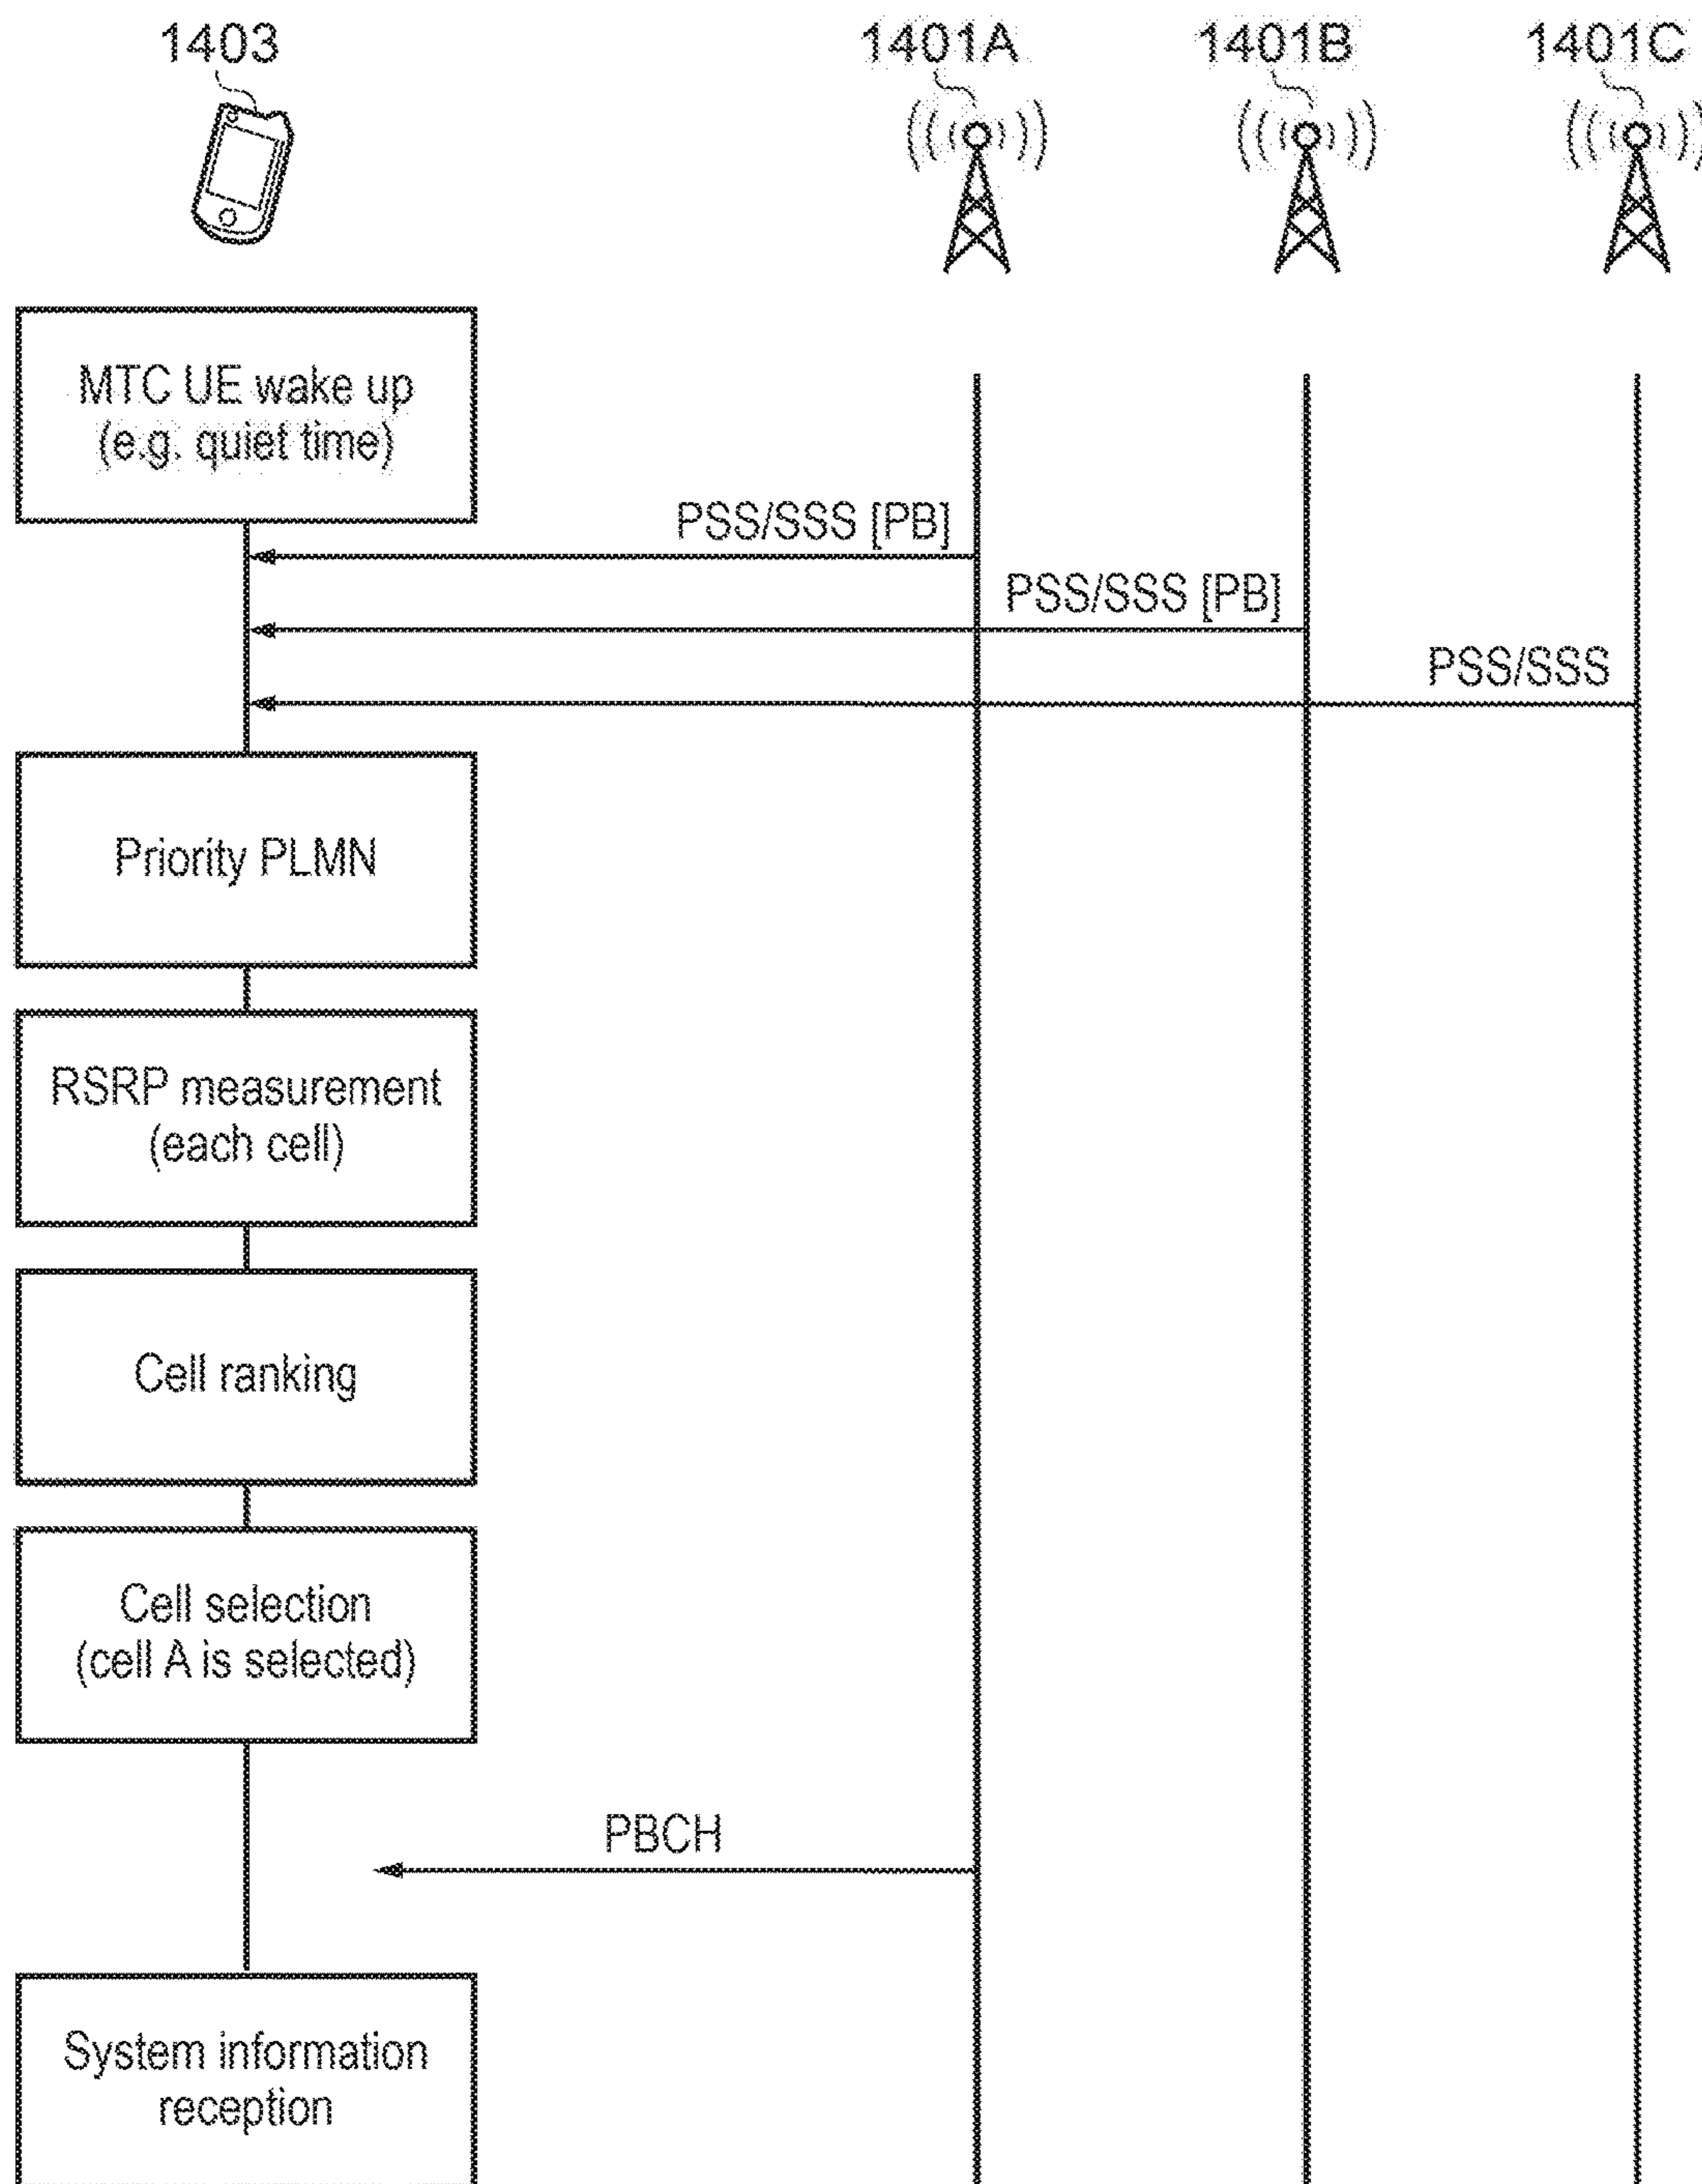 1403
1401A
1401B
1401C
MTC UE wake up
(e.g. quiet time)
PSS/SSS [PB]
PSS/SSS [PB]
PSS/SSS
Priority PLMN
RSRP measurement
(each cell)
Cell ranking
Cell selection
(cell A is selected)
PBCH
System information
reception